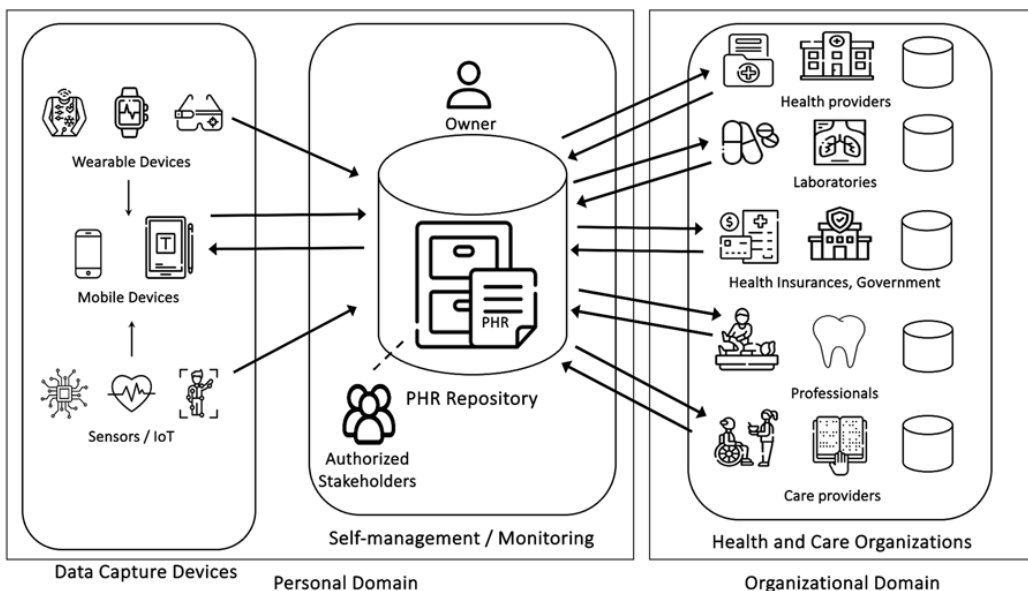 Wearable Devices
Mobile Devices
T
Sensors / IoT
Data Capture Devices
Owner
PHR
PHR Repository
Authorized
Stakeholders
Self-management / Monitoring
Personal Domain
Health providers
Laboratories
$
Health Insurances, Government
Professionals
Care providers
Health and Care Organizations
Organizational Domain